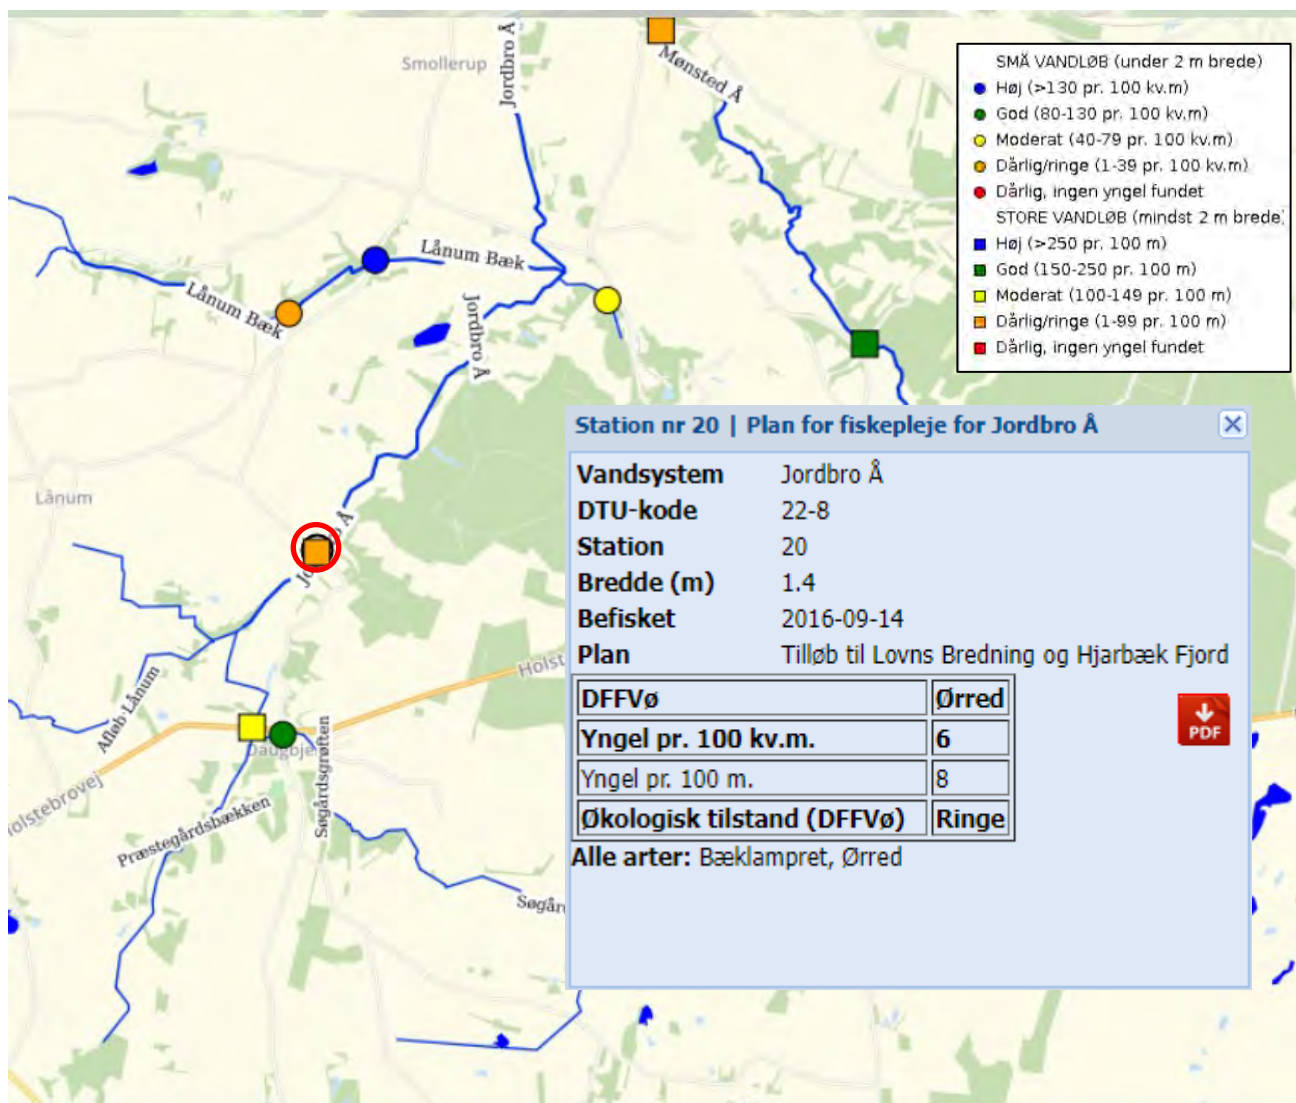 Smollerup
Jordbro Å
Mønsted Å
SMÅ VANDLØB (under 2 m brede)
Høj (>130 pr. 100 kv.m)
God (80-130 pr. 100 kv.m)
Moderat (40-79 pr. 100 kv.m)
Dårlig/ringe (1-39 pr. 100 kv.m)
Dårlig, ingen yngel fundet
STORE VANDLØB (mindst 2 m brede)
Høj (>250 pr. 100 m)
God (150-250 pr. 100 m)
Moderat (100-149 pr. 100 m)
Dårlig/ringe (1-99 pr. 100 m)
Dårlig, ingen yngel fundet
Lånum Bæk
Lånum Bæk
Jordbro Å
Lånum
Jo
o Å
Station nr 20 | Plan for fiskepleje for Jordbro Å
Vandsystem Jordbro Å
DTU-kode 22-8
Station 20
Bredde (m) 1.4
Befisket 2016-09-14
Plan Tilløb til Lovns Bredning og Hjarbæk Fjord
DFFVø Ørred
Yngel pr. 100 kv.m. 6
Yngel pr. 100 m. 8
Økologisk tilstand (DFFVø) Ringe
Alle arter: Bæklampret, Ørred
PDF
Holst
Afløb Lånum
Daugbje
Søgårdsgrøften
olstebrovej
Præstegårdsbækken
Søgår